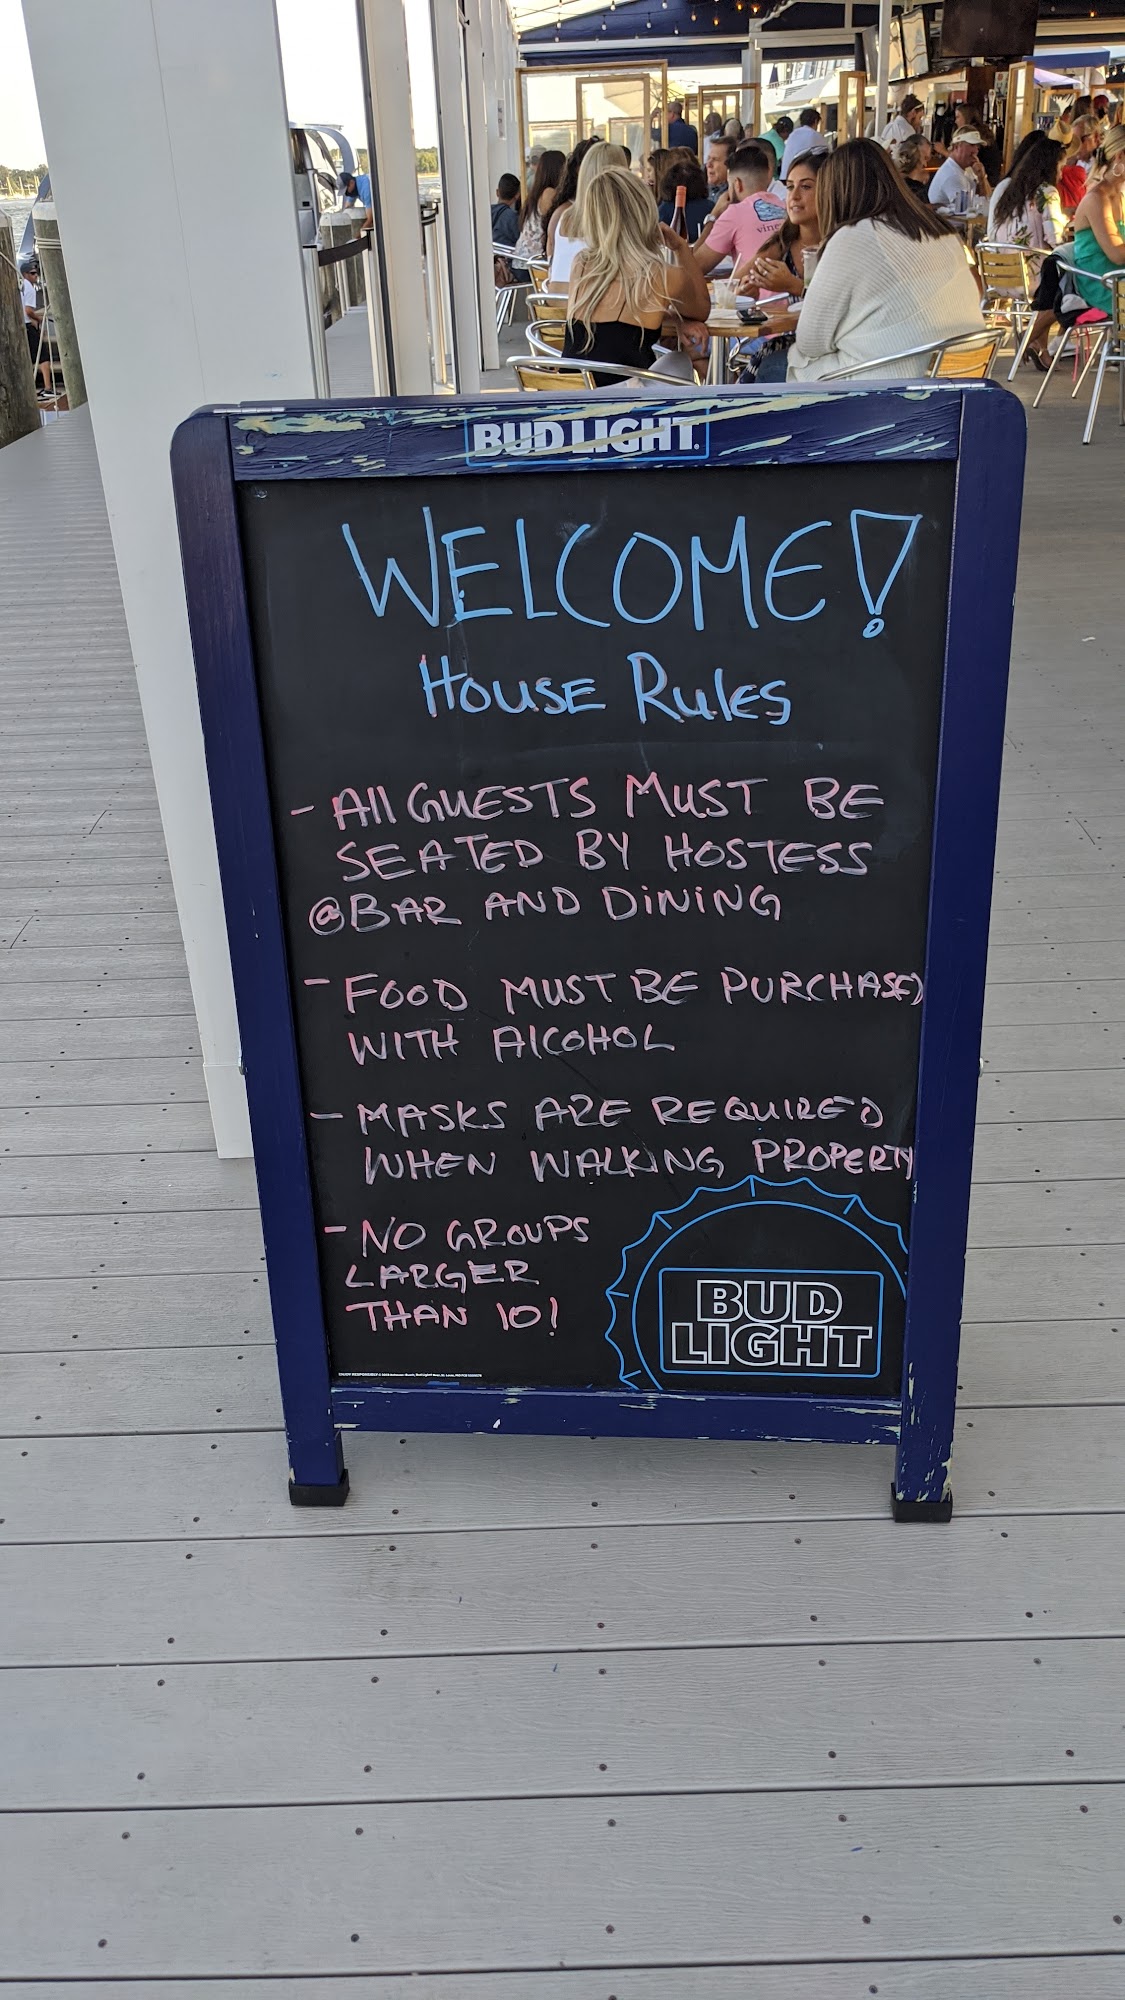 BUD LIGHT
WELCOME!
HOUSE RULES
- All GUESTS MUST BE
SEATED BY HOSTESS
@BAR AND DINING
- FOOD MUST BE PURCHASED
WITH AlCOHOL
- MASKS ARE REQUIRED
WHEN WALKING PROPERTY
- NO GROUPS
LARGER
THAN 10!
BUD
LIGHT